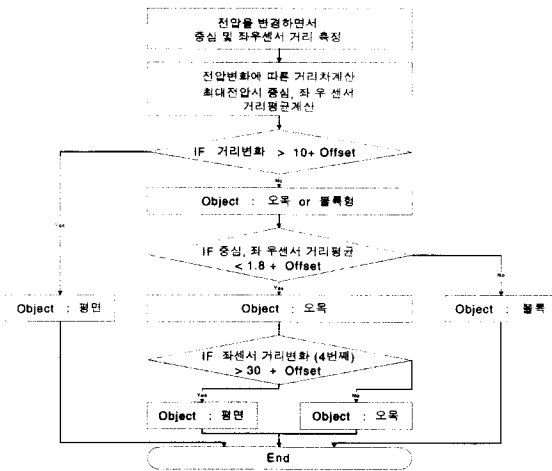 전압을 변경하면서
중심 및 좌우센서 거리 측정
전압변화에 따른 거리차계산
최대전압시 중심, 좌 우 센서
거리평균계산
IF 거리변화 > 10+ Offset
No
Yes
Object : 오목 or 볼록형
IF 중심, 좌 우센서 거리평균
< 1.8 + Offset
No
Yes
Object : 평면
Object : 오목
Object : 볼록
IF 좌센서 거리변화 (4번째)
> 30 + Offset
Yes
No
Object : 평면
Object : 오목
End